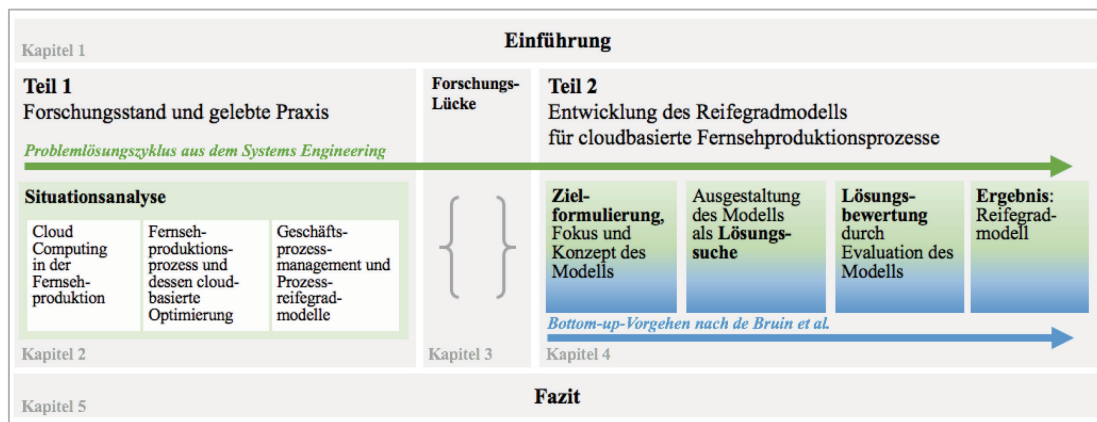 Einführung
Kapitel 1
Teil 1
Forschungsstand und gelebte Praxis
Forschungs-
Lücke
Teil 2
Entwicklung des Reifegradmodells
für cloudbasierte Fernsehproduktionsprozesse
Problemlösungszyklus aus dem Systems Engineering
Situationsanalyse
Cloud
Computing
in der
Fernseh-
produktion
Fernseh-
produktions-
prozess und
dessen cloud-
basierte
Optimierung
Geschäfts-
prozess-
management und
Prozess-
reifegrad-
modelle
{ }
Ziel-
formulierung,
Fokus und
Konzept des
Modells
Ausgestaltung
des Modells
als Lösungs-
suche
Lösungs-
bewertung
durch
Evaluation des
Modells
Ergebnis:
Reifegrad-
modell
Bottom-up-Vorgehen nach de Bruin et al.
Kapitel 2
Kapitel 3
Kapitel 4
Fazit
Kapitel 5